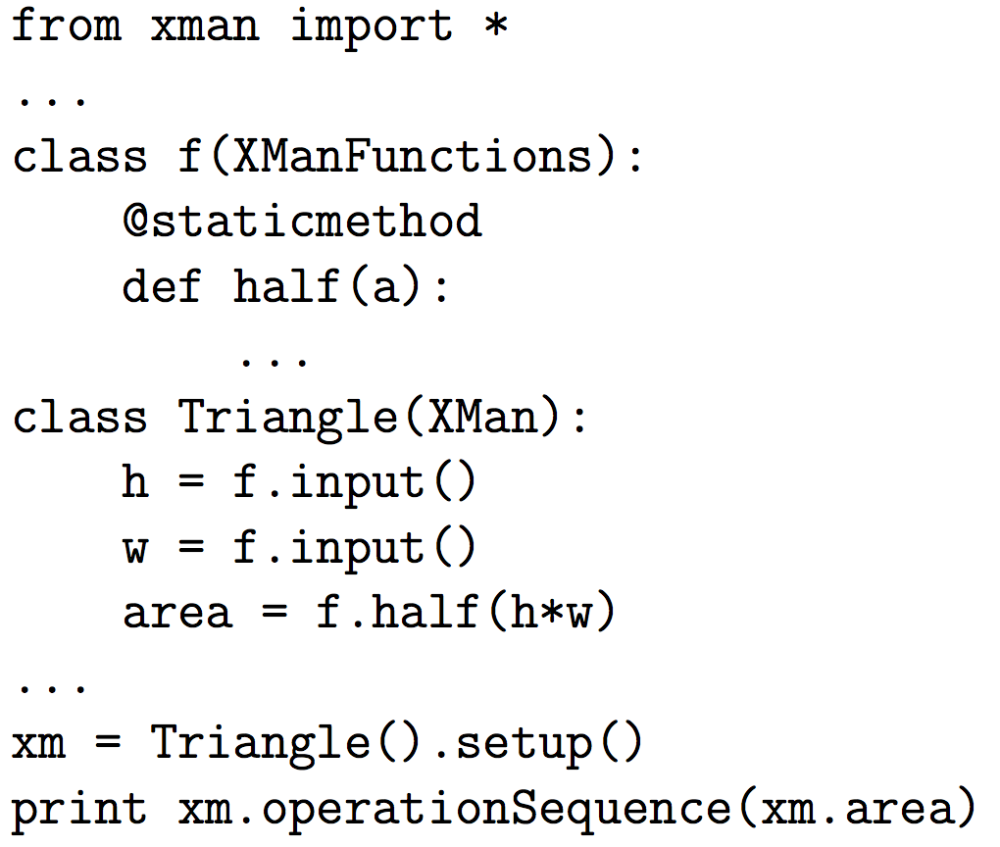 from xman import *
...
class f(XManFunctions):
    @staticmethod
    def half(a):
        ...
class Triangle(XMan):
    h = f.input()
    w = f.input()
    area = f.half(h*w)
...
xm = Triangle().setup()
print xm.operationSequence(xm.area)